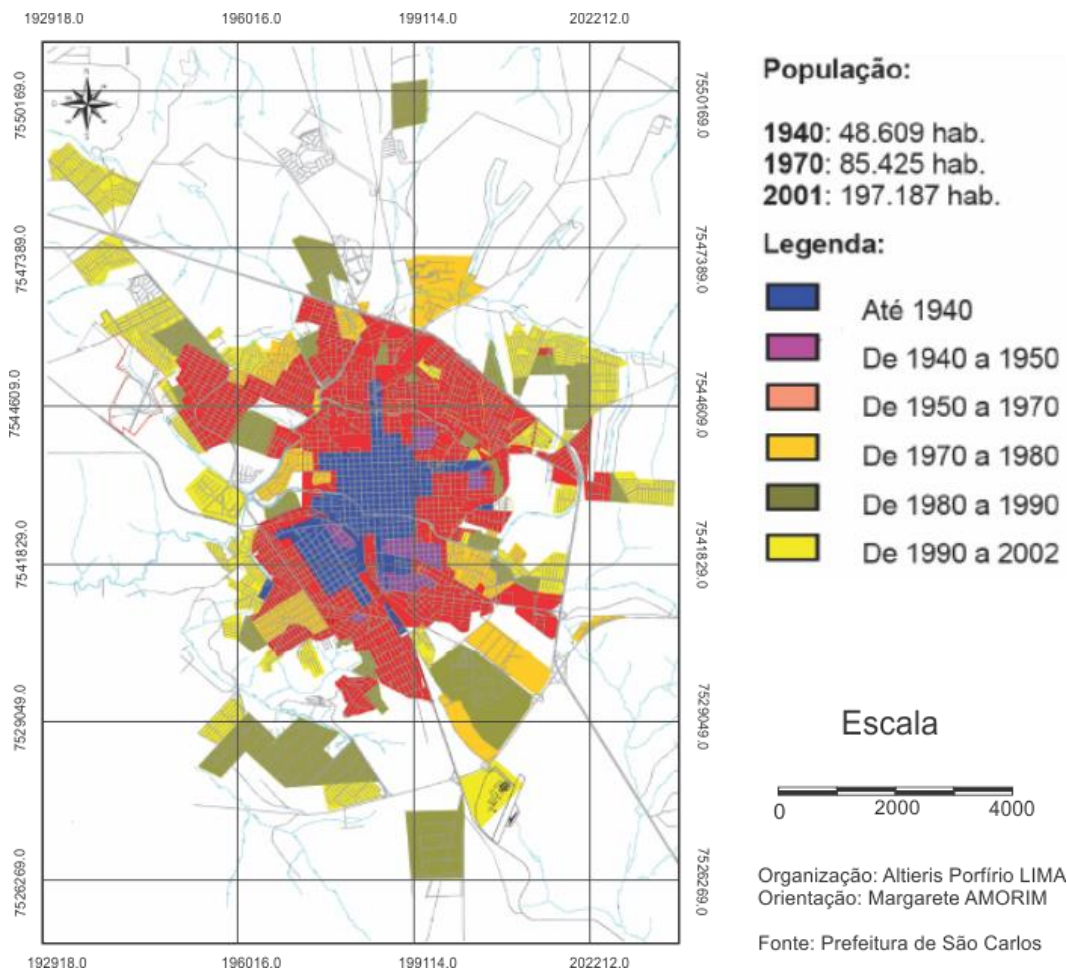 192918.0 196016.0 199114.0 202212.0
7550169.0 7550169.0
7547389.0 7547389.0
7544609.0 7544609.0
7541829.0 7541829.0
7529049.0 7529049.0
7526269.0 7526269.0
192918.0 196016.0 199114.0 202212.0
População:
1940: 48.609 hab.
1970: 85.425 hab.
2001: 197.187 hab.
Legenda:
Até 1940
De 1940 a 1950
De 1950 a 1970
De 1970 a 1980
De 1980 a 1990
De 1990 a 2002
Escala
0 2000 4000
Organização: Altieris Porfírio LIMA
Orientação: Margarete AMORIM
Fonte: Prefeitura de São Carlos